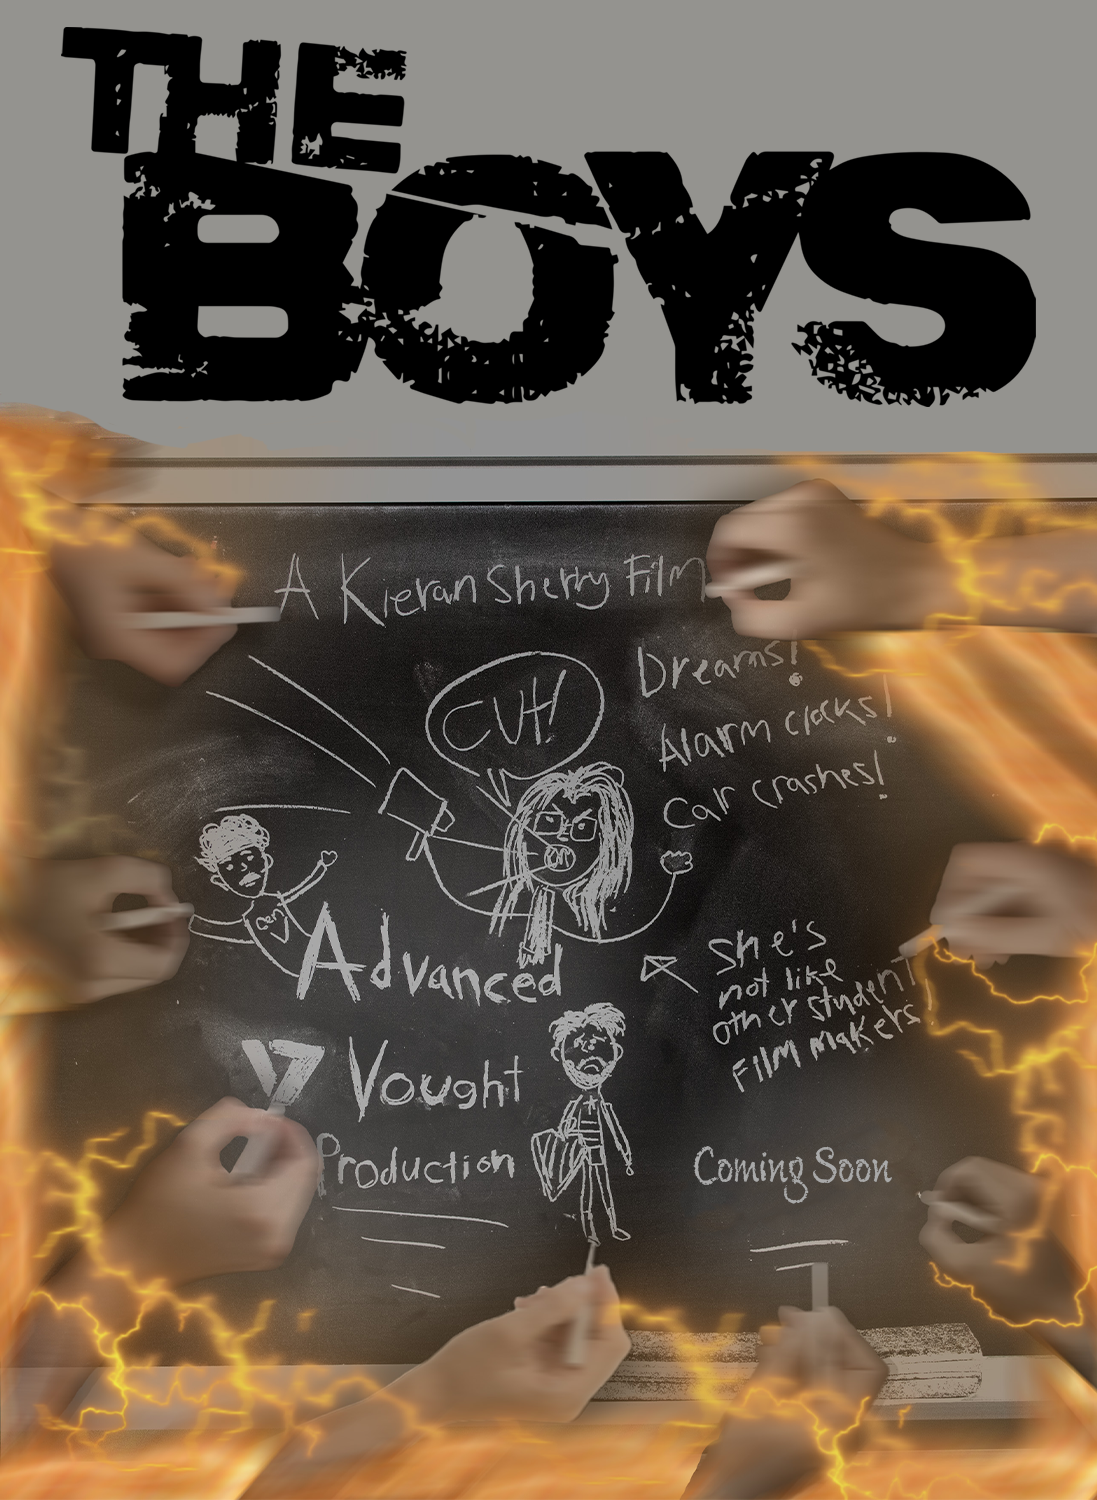 THE
BOYS
A Kieran Sherry Film
CUt!
Dreams!
Alarm clocks!
Car crashes!
Advanced
She's
not like
other student
Film makers!
V Vought
Production
Coming Soon